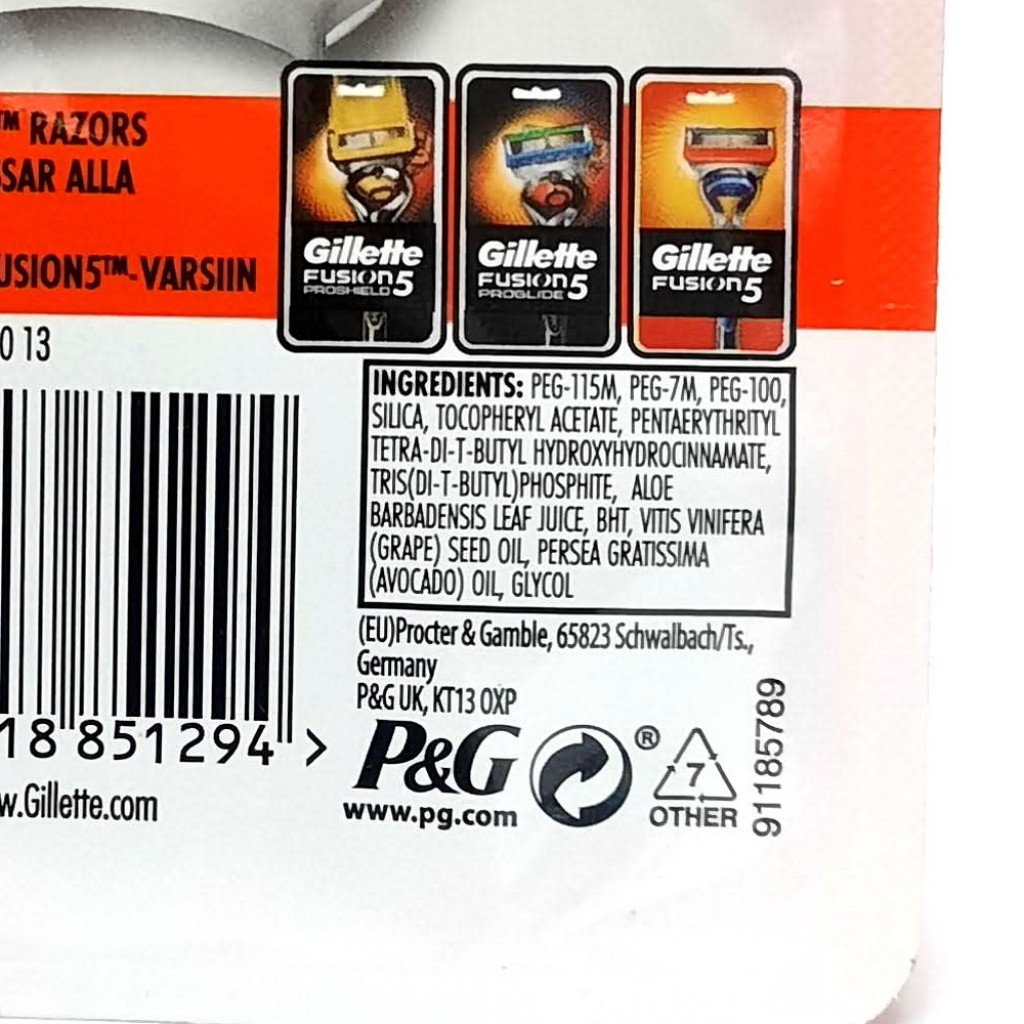 ™ RAZORS
SSAR ALLA
USION5™-VARSIIN
0 13
Gillette
FUSION5
PROSHIELD
Gillette
FUSION5
PROGLIDE
Gillette
FUSION5
INGREDIENTS: PEG-115M, PEG-7M, PEG-100,
SILICA, TOCOPHERYL ACETATE, PENTAERYTHRITYL
TETRA-DI-T-BUTYL HYDROXYHYDROCINNAMATE,
TRIS(DI-T-BUTYL)PHOSPHITE, ALOE
BARBADENSIS LEAF JUICE, BHT, VITIS VINIFERA
(GRAPE) SEED OIL, PERSEA GRATISSIMA
(AVOCADO) OIL, GLYCOL
(EU)Procter & Gamble, 65823 Schwalbach/Ts.,
Germany
P&G UK, KT13 0XP
18 851294 >
w.Gillette.com
P&G
www.pg.com
®
7
OTHER
91185789